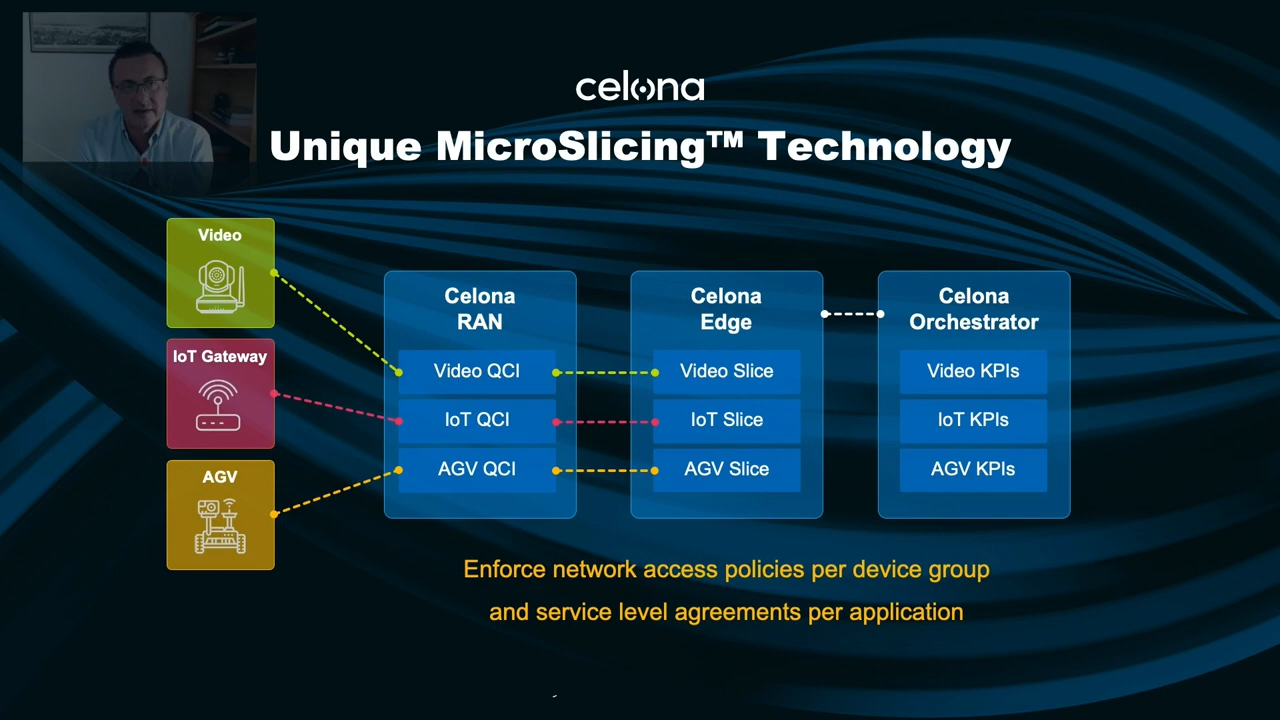 celona
Unique MicroSlicing™ Technology
Video
IoT Gateway
AGV
Celona
RAN
Video QCI
IoT QCI
AGV QCI
Celona
Edge
Video Slice
IoT Slice
AGV Slice
Celona
Orchestrator
Video KPIs
IoT KPIs
AGV KPIs
Enforce network access policies per device group
and service level agreements per application